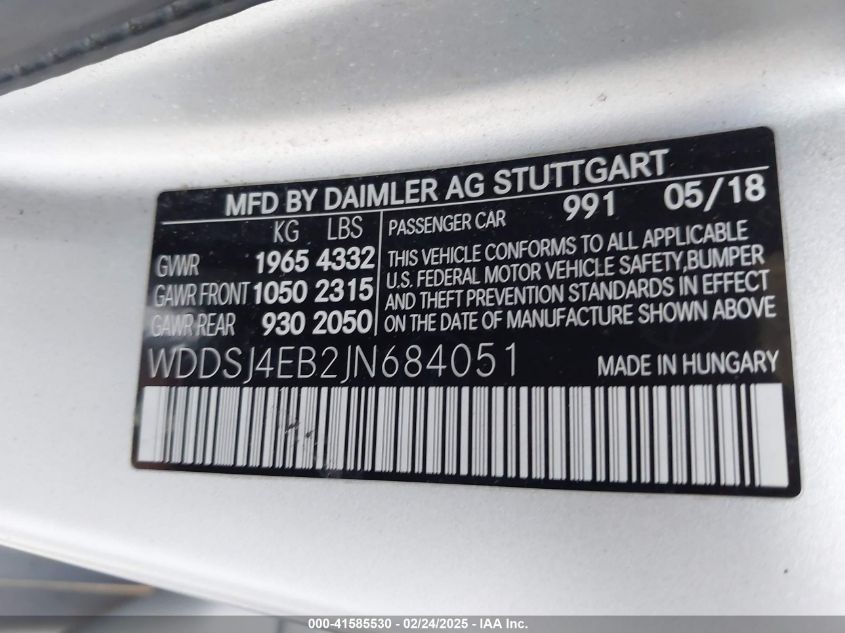 MFD BY DAIMLER AG STUTTGART
KG LBS
GVWR 1965 4332
GAWR FRONT 1050 2315
GAWR REAR 930 2050
PASSENGER CAR 991 05/18
THIS VEHICLE CONFORMS TO ALL APPLICABLE
U.S. FEDERAL MOTOR VEHICLE SAFETY,BUMPER
AND THEFT PREVENTION STANDARDS IN EFFECT
ON THE DATE OF MANUFACTURE SHOWN ABOVE
WDDSJ4EB2JN684051 MADE IN HUNGARY
000-41585530 - 02/24/2025 - IAA Inc.